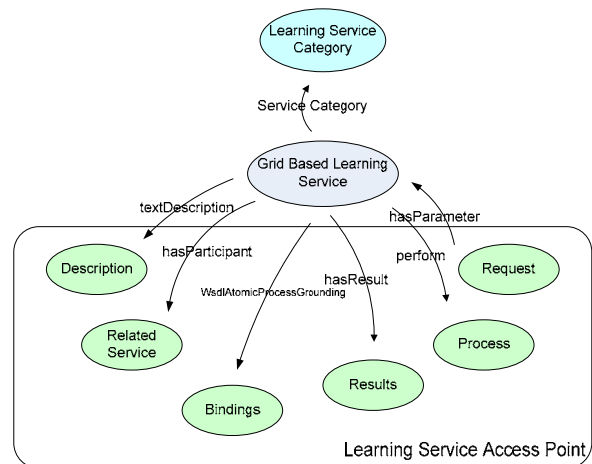 Learning Service
Category
Service Category
Grid Based Learning
Service
textDescription
hasParameter
hasParticipant
perform
Description
Request
WsdlAtomicProcessGrounding
hasResult
Related
Service
Process
Results
Bindings
Learning Service Access Point